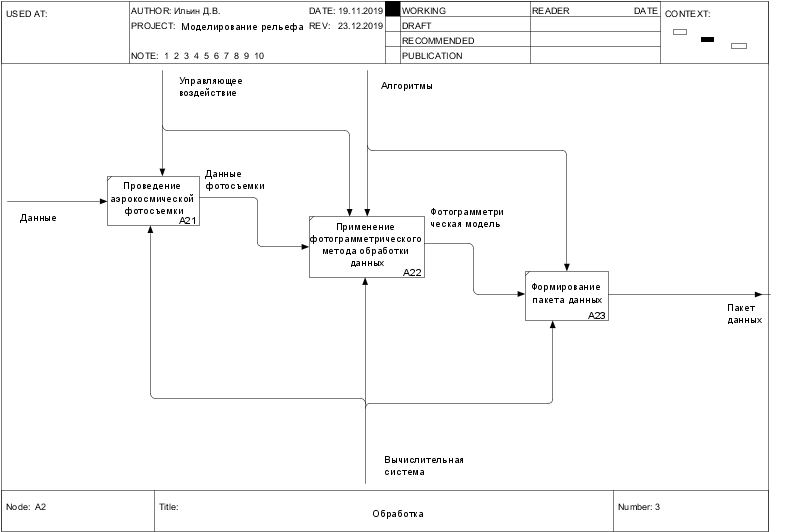 USED AT:
AUTHOR: Ильин Д.В.
DATE: 19.11.2019
PROJECT: Моделирование рельефа
REV: 23.12.2019
NOTE: 1 2 3 4 5 6 7 8 9 10
WORKING
DRAFT
RECOMMENDED
PUBLICATION
READER
DATE
CONTEXT:
Управляющее
воздействие
Алгоритмы
Данные
Проведение
аэрокосмической
фотосъемки
A21
Данные
фотосъемки
Применение
фотограмметрического
метода обработки
данных
A22
Фотограмметри
ческая модель
Формирование
пакета данных
A23
Пакет
данных
Вычислительная
система
Node: A2
Title:
Обработка
Number: 3